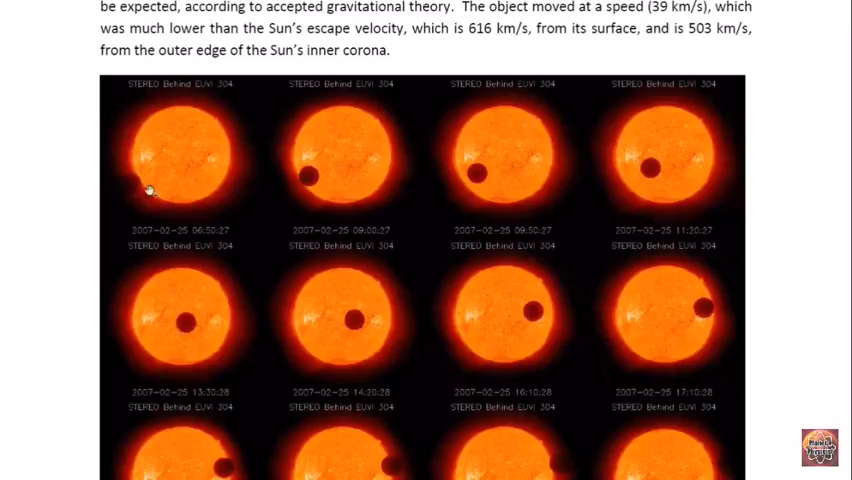 be expected, according to accepted gravitational theory.  The object moved at a speed (39 km/s), which
was much lower than the Sun's escape velocity, which is 616 km/s, from its surface, and is 503 km/s,
from the outer edge of the Sun's inner corona.
STEREO Behind EUVI 304 STEREO Behind EUVI 304 STEREO Behind EUVI 304 STEREO Behind EUVI 304
2007-02-25 06:50:27 2007-02-25 09:00:27 2007-02-25 09:50:27 2007-02-25 11:20:27
STEREO Behind EUVI 304 STEREO Behind EUVI 304 STEREO Behind EUVI 304 STEREO Behind EUVI 304
2007-02-25 13:30:28 2007-02-25 14:20:28 2007-02-25 16:10:28 2007-02-25 17:10:28
STEREO Behind EUVI 304 STEREO Behind EUVI 304 STEREO Behind EUVI 304 STEREO Behind EUVI 304